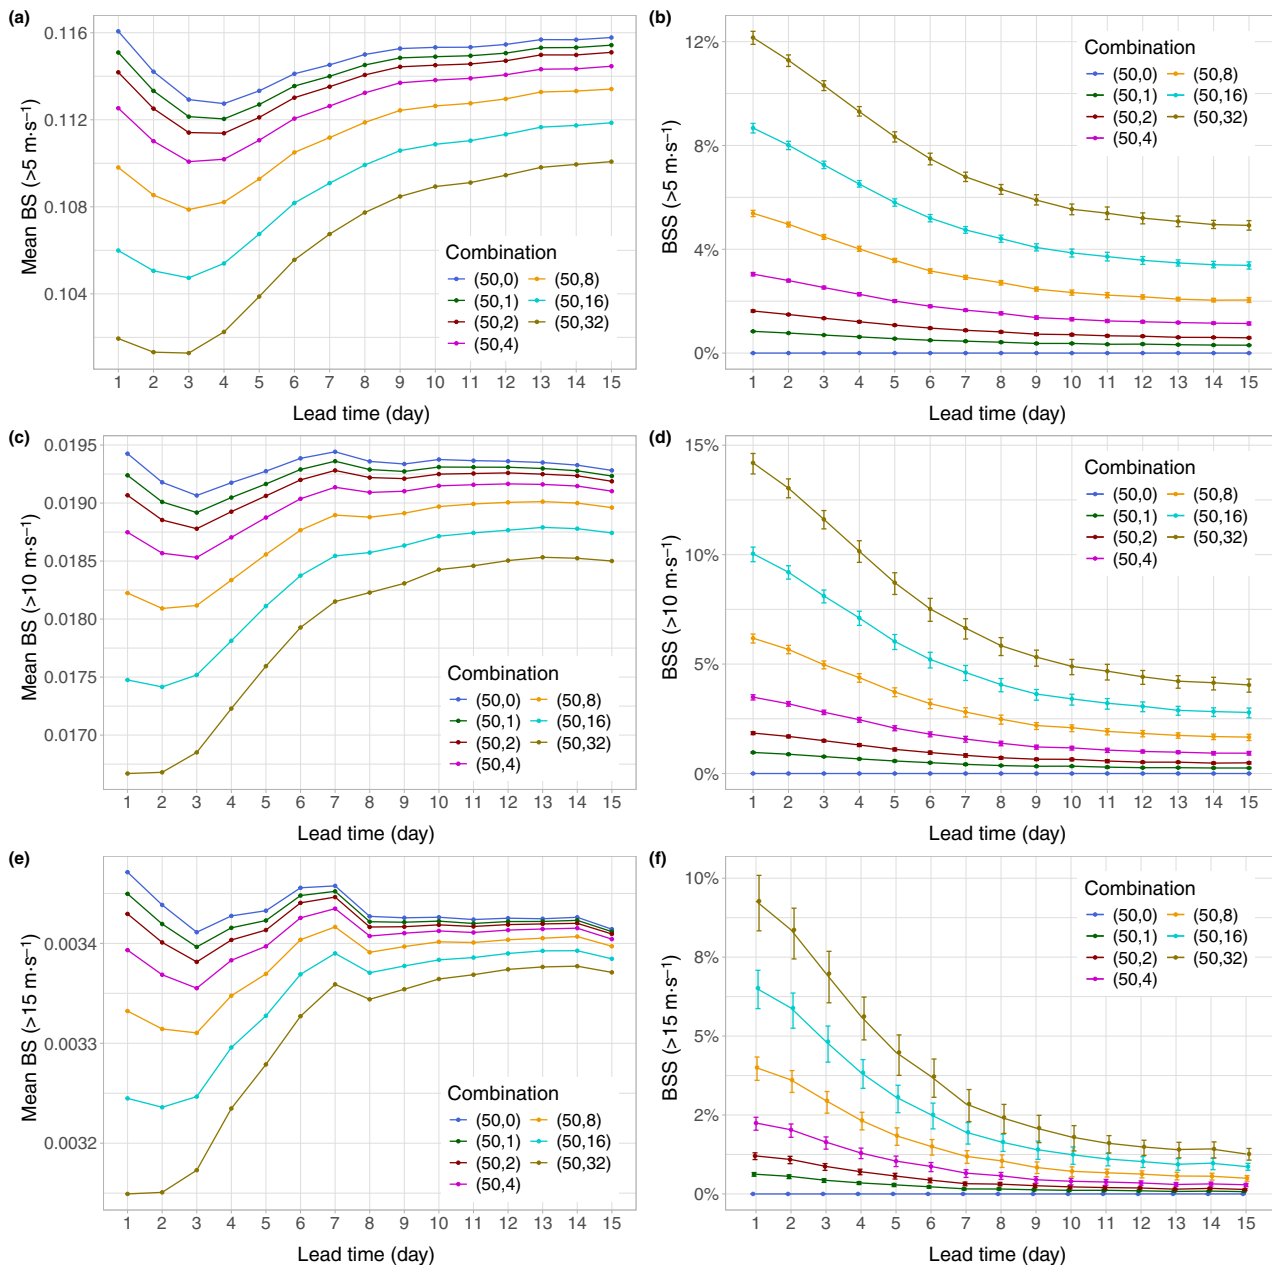 (a)
Mean BS (>5 m·s⁻¹)
0.116
0.112
0.108
0.104
Combination
(50,0) (50,8)
(50,1) (50,16)
(50,2) (50,32)
(50,4)
1 2 3 4 5 6 7 8 9 10 11 12 13 14 15
Lead time (day)
(b)
BSS (>5 m·s⁻¹)
12%
8%
4%
0%
Combination
(50,0) (50,8)
(50,1) (50,16)
(50,2) (50,32)
(50,4)
1 2 3 4 5 6 7 8 9 10 11 12 13 14 15
Lead time (day)
(c)
Mean BS (>10 m·s⁻¹)
0.0195
0.0190
0.0185
0.0180
0.0175
0.0170
Combination
(50,0) (50,8)
(50,1) (50,16)
(50,2) (50,32)
(50,4)
1 2 3 4 5 6 7 8 9 10 11 12 13 14 15
Lead time (day)
(d)
BSS (>10 m·s⁻¹)
15%
10%
5%
0%
Combination
(50,0) (50,8)
(50,1) (50,16)
(50,2) (50,32)
(50,4)
1 2 3 4 5 6 7 8 9 10 11 12 13 14 15
Lead time (day)
(e)
Mean BS (>15 m·s⁻¹)
0.0034
0.0033
0.0032
Combination
(50,0) (50,8)
(50,1) (50,16)
(50,2) (50,32)
(50,4)
1 2 3 4 5 6 7 8 9 10 11 12 13 14 15
Lead time (day)
(f)
BSS (>15 m·s⁻¹)
10%
8%
5%
2%
0%
Combination
(50,0) (50,8)
(50,1) (50,16)
(50,2) (50,32)
(50,4)
1 2 3 4 5 6 7 8 9 10 11 12 13 14 15
Lead time (day)